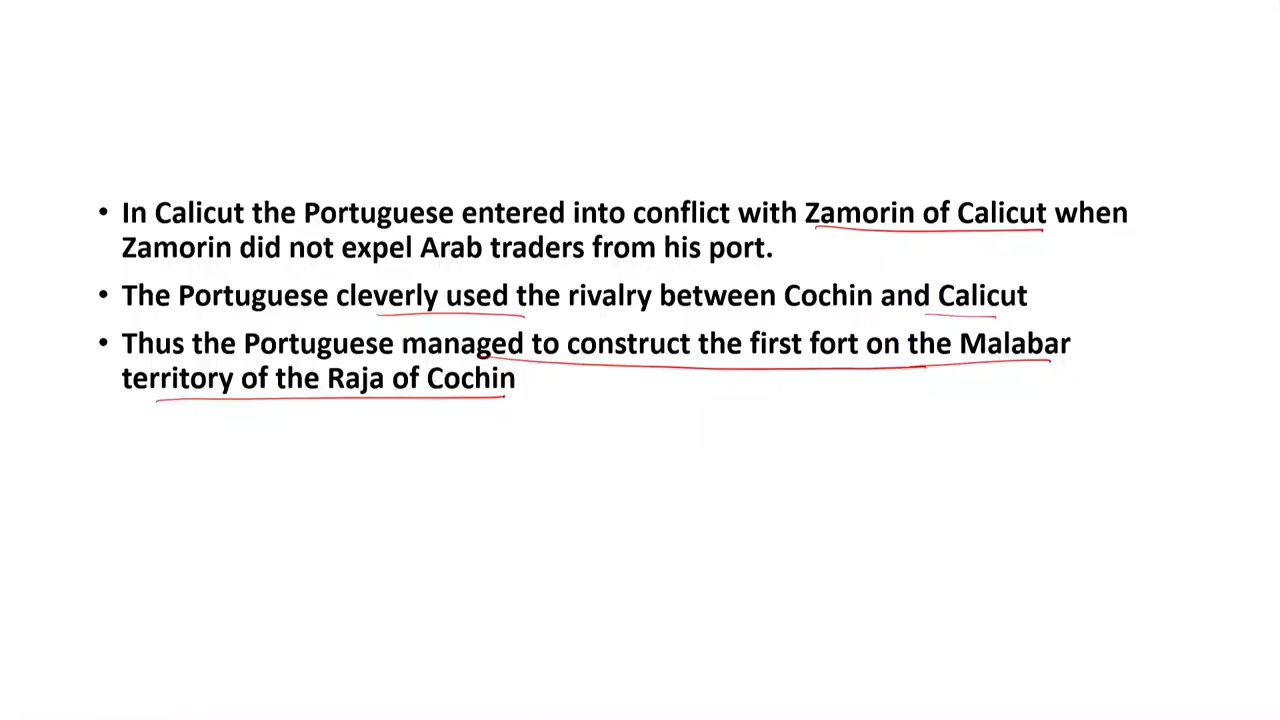 • In Calicut the Portuguese entered into conflict with Zamorin of Calicut when
Zamorin did not expel Arab traders from his port.
• The Portuguese cleverly used the rivalry between Cochin and Calicut
• Thus the Portuguese managed to construct the first fort on the Malabar
territory of the Raja of Cochin